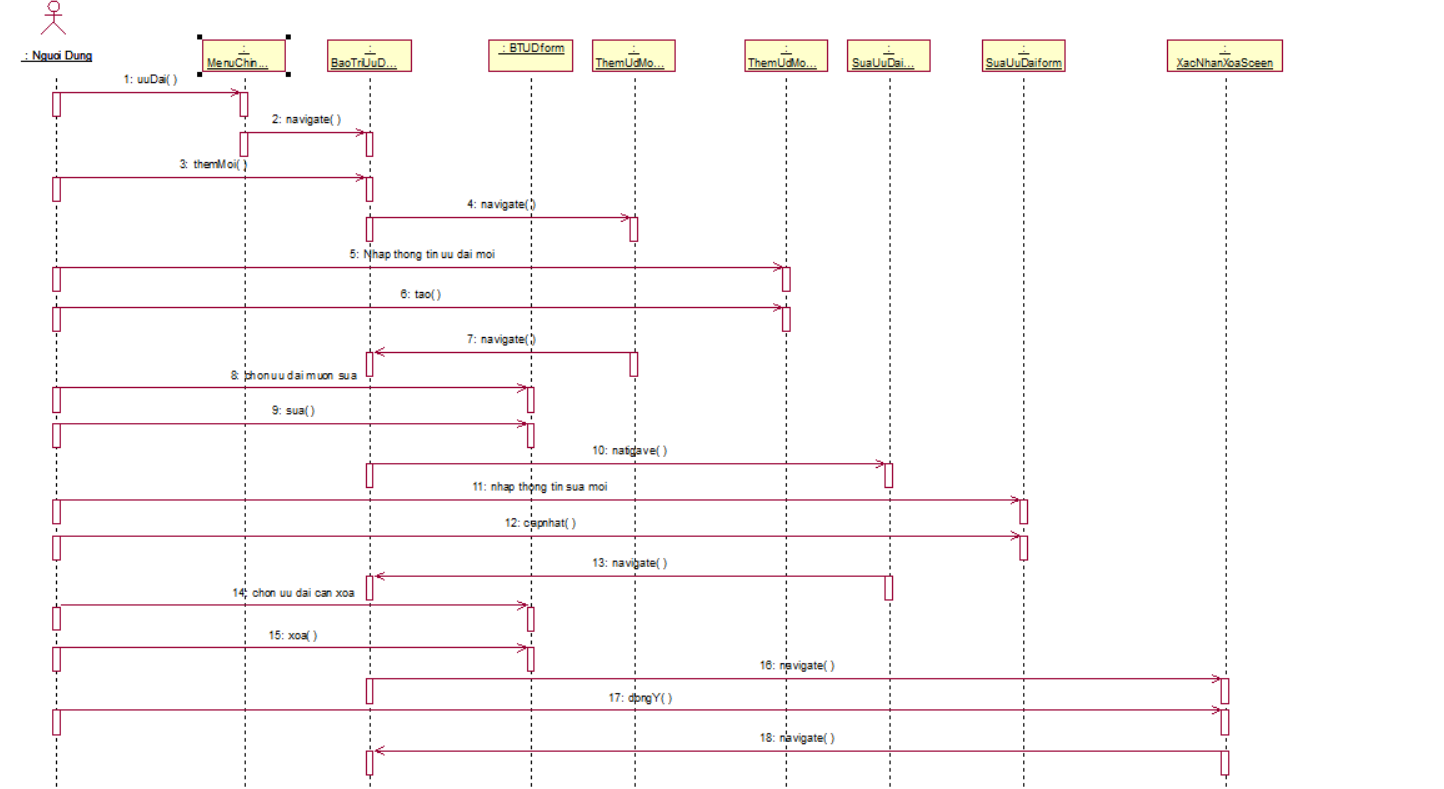 : Nguoi Dung
:
MenuChin...
:
BaoTriUuD...
: BTUDform
:
ThemUdMo...
:
ThemUdMo...
:
SuaUuDai...
:
SuaUuDaiform
:
XacNhanXoaSceen
1: uuDai( )
2: navigate( )
3: themMoi( )
4: navigate( )
5: Nhap thong tin uu dai moi
6: tao( )
7: navigate( )
8: chon uu dai muon sua
9: sua( )
10: natigave( )
11: nhap thong tin sua moi
12: capnhat( )
13: navigate( )
14: chon uu dai can xoa
15: xoa( )
16: navigate( )
17: dongY( )
18: navigate( )